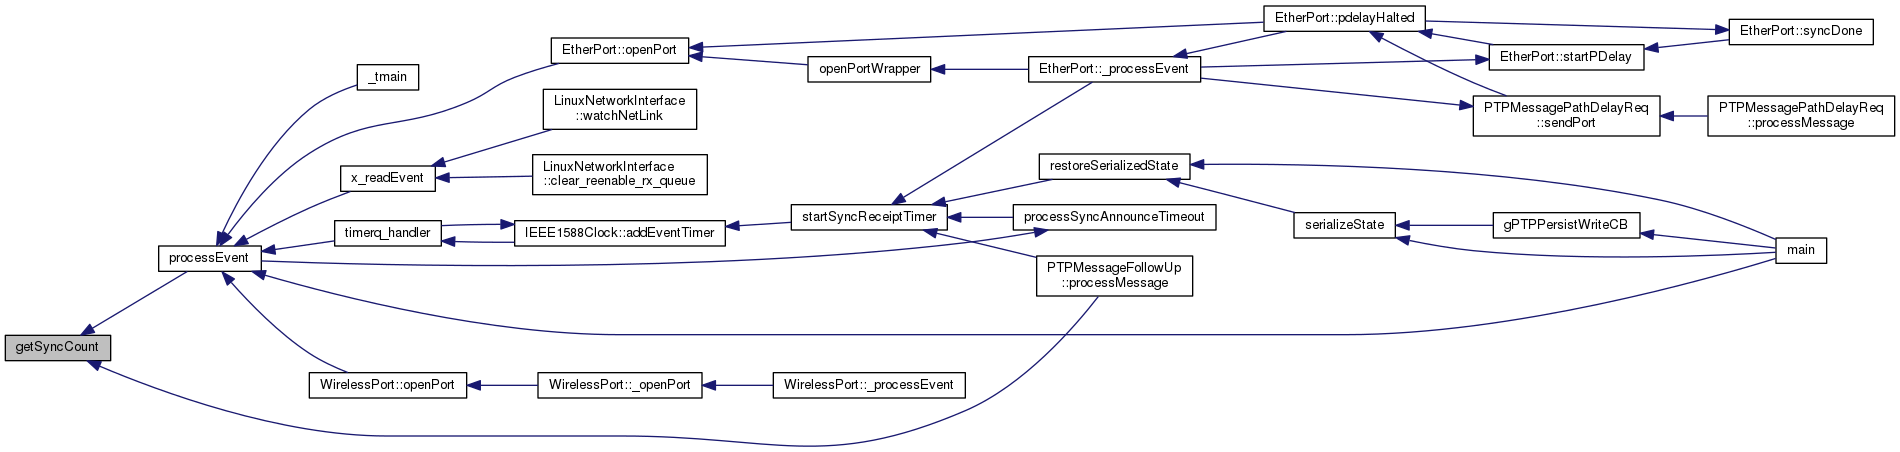 getSyncCount
processEvent
_tmain
EtherPort::openPort
x_readEvent
timerq_handler
WirelessPort::openPort
LinuxNetworkInterface
::watchNetLink
LinuxNetworkInterface
::clear_reenable_rx_queue
IEEE1588Clock::addEventTimer
WirelessPort::_openPort
openPortWrapper
startSyncReceiptTimer
WirelessPort::_processEvent
EtherPort::_processEvent
restoreSerializedState
processSyncAnnounceTimeout
PTPMessageFollowUp
::processMessage
EtherPort::pdelayHalted
serializeState
EtherPort::startPDelay
PTPMessagePathDelayReq
::sendPort
gPTPPersistWriteCB
EtherPort::syncDone
PTPMessagePathDelayReq
::processMessage
main